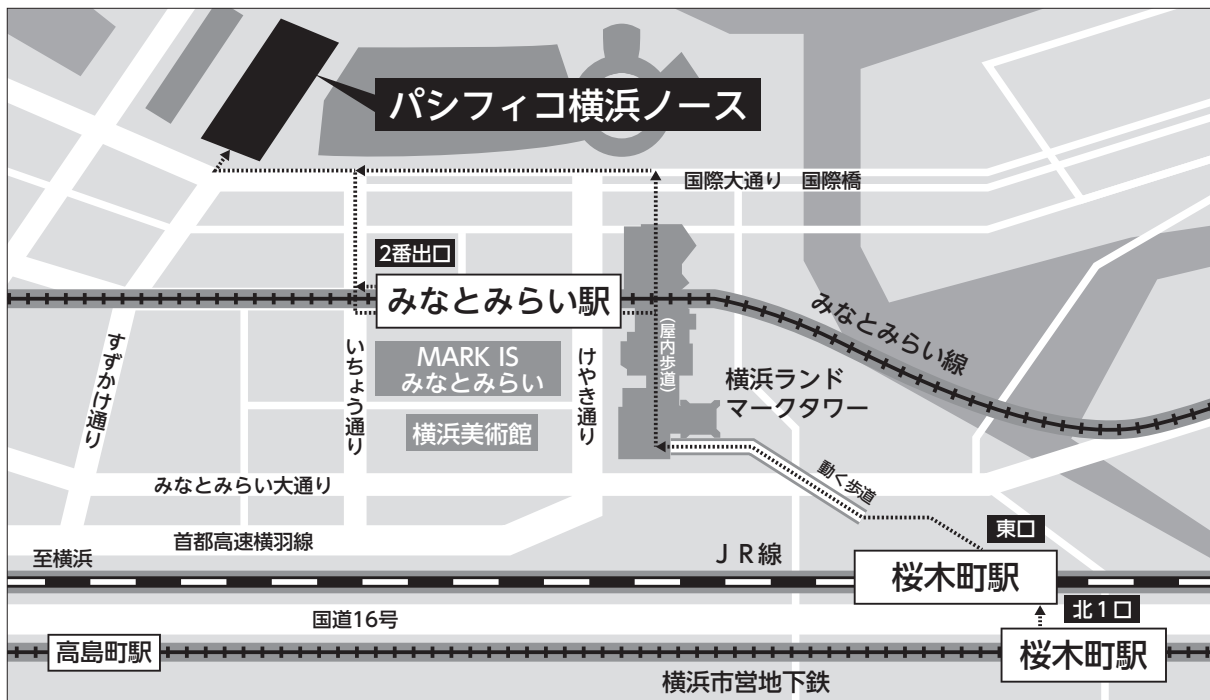 パシフィコ横浜ノース
国際大通り　国際橋
2番出口
みなとみらい駅
みなとみらい線
すずかけ通り
いちょう通り
MARK IS
みなとみらい
けやき通り
(屋内歩道)
横浜ランド
マークタワー
横浜美術館
動く歩道
みなとみらい大通り
東口
首都高速横羽線
至横浜
ＪＲ線
桜木町駅
北1口
国道16号
高島町駅
桜木町駅
横浜市営地下鉄